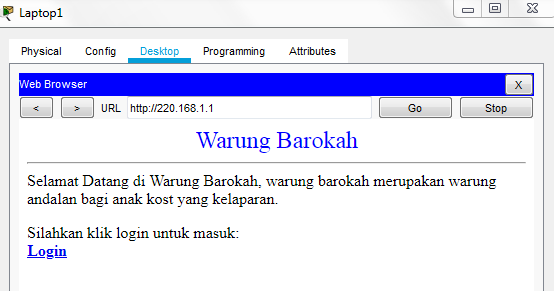 Laptop1
Physical Config Desktop Programming Attributes
Web Browser X
< > URL http://220.168.1.1 Go Stop
Warung Barokah
Selamat Datang di Warung Barokah, warung barokah merupakan warung
andalan bagi anak kost yang kelaparan.
Silahkan klik login untuk masuk:
Login